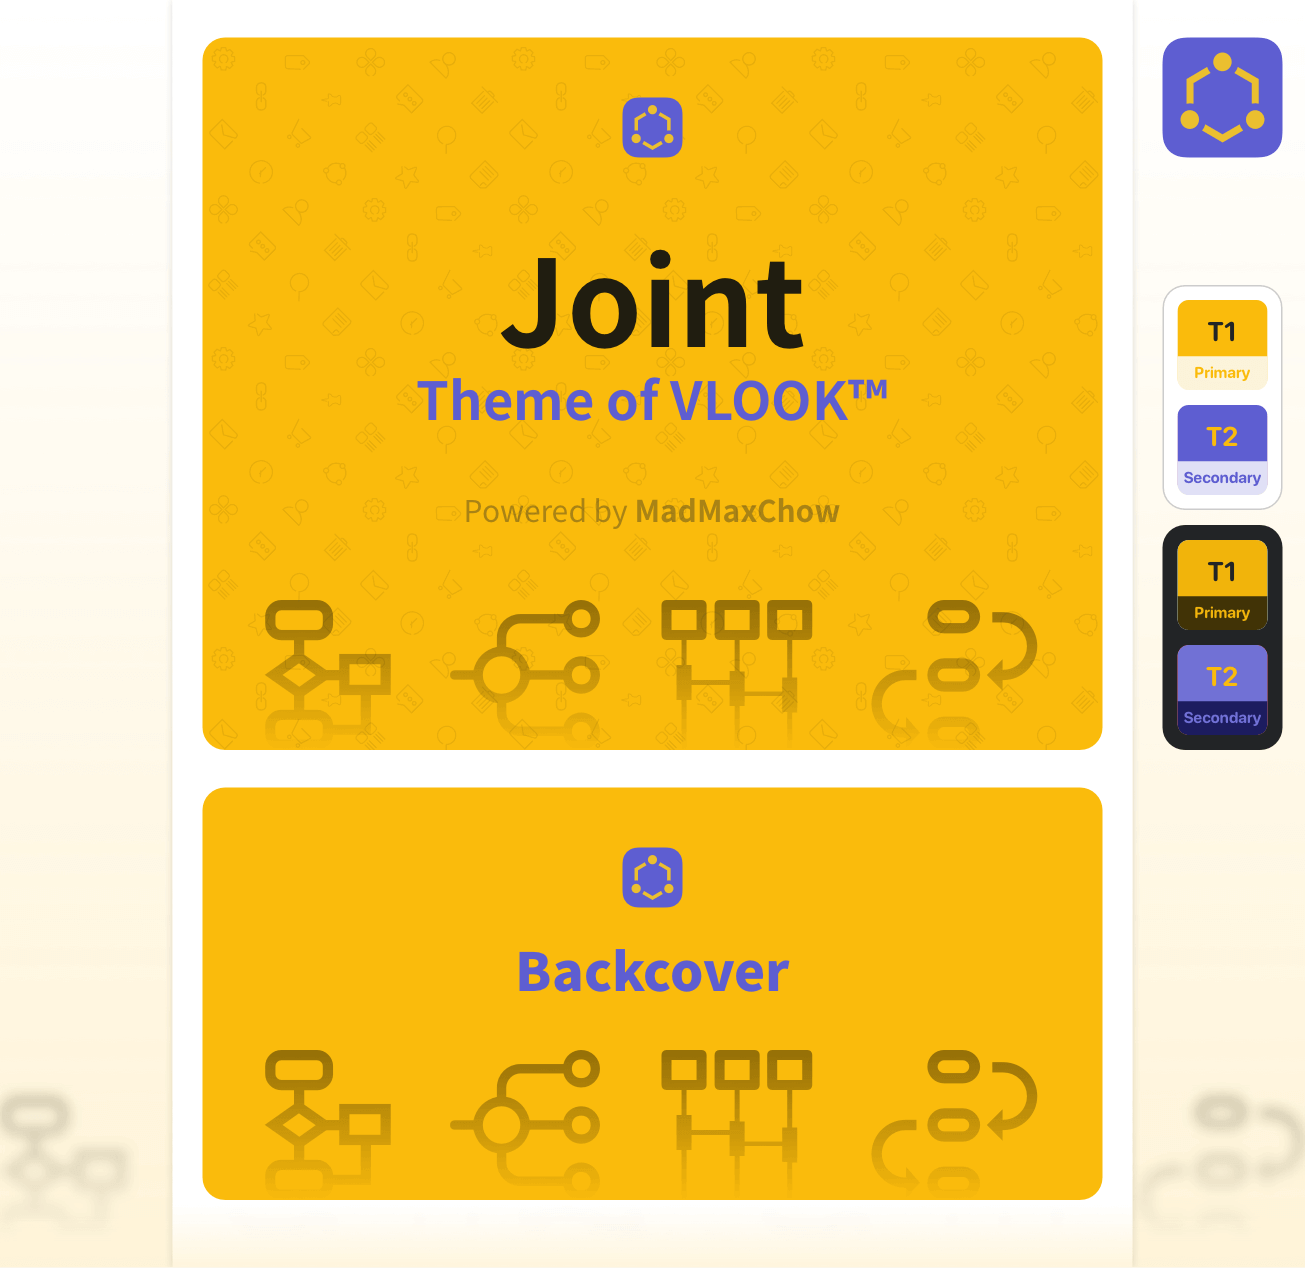 Joint
Theme of VLOOK™
Powered by MadMaxChow
T1
Primary
T2
Secondary
T1
Primary
T2
Secondary
Backcover